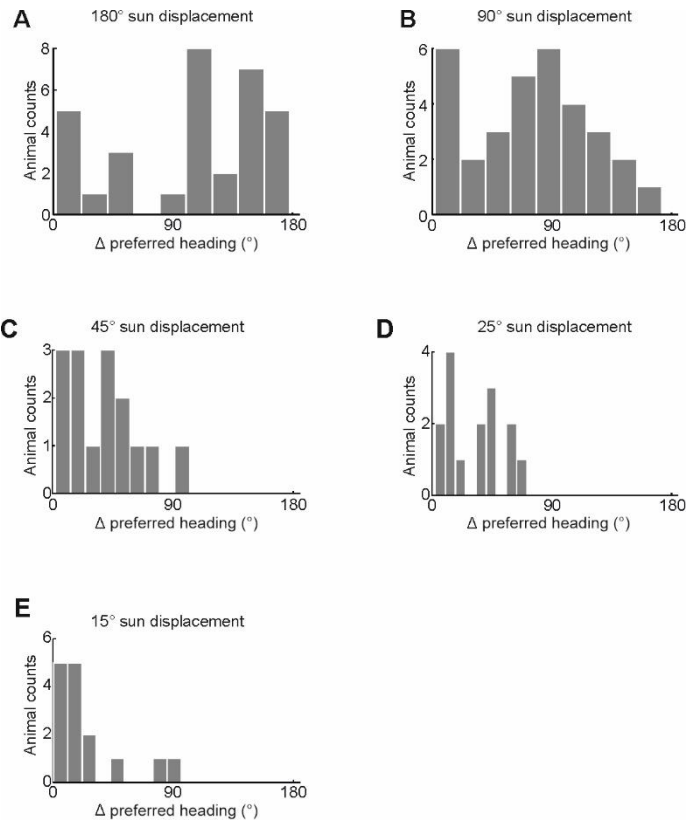 A
180° sun displacement
8
6
4
2
0
Animal counts
0 90 180
Δ preferred heading (°)
B
90° sun displacement
6
4
2
0
Animal counts
0 90 180
Δ preferred heading (°)
C
45° sun displacement
3
2
1
0
Animal counts
0 90 180
Δ preferred heading (°)
D
25° sun displacement
4
2
0
Animal counts
0 90 180
Δ preferred heading (°)
E
15° sun displacement
6
4
2
0
Animal counts
0 90 180
Δ preferred heading (°)